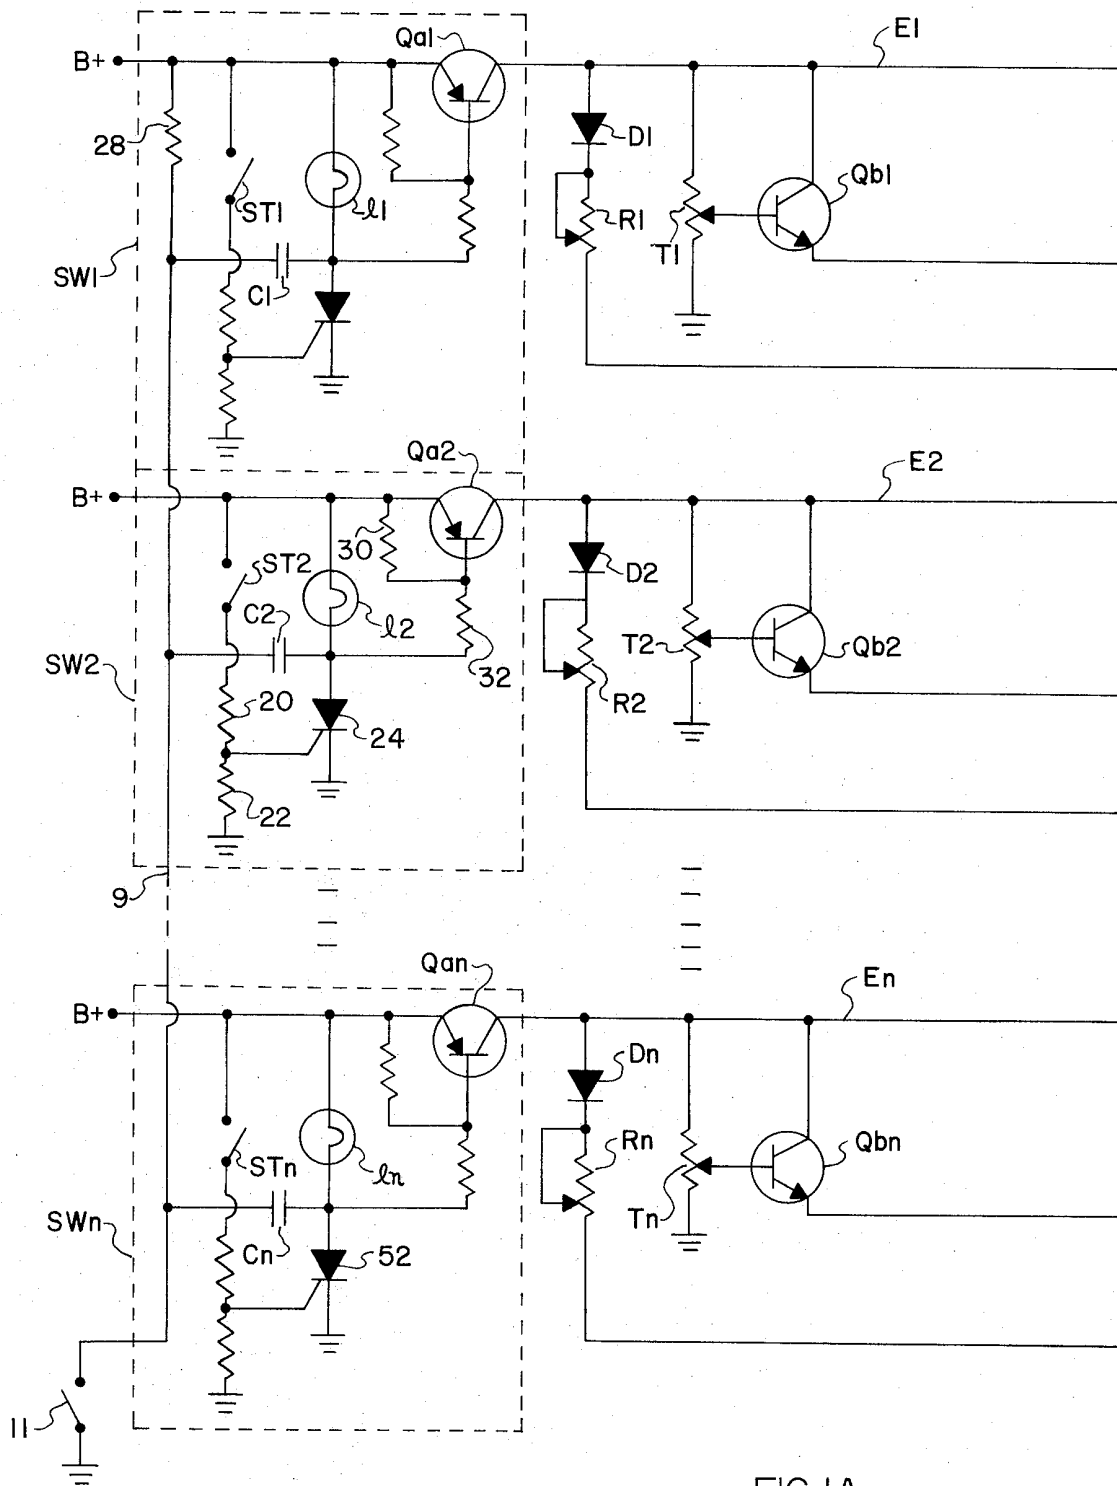 Qa1
E1
B+
28
D1
Qb1
ST1
l1
R1
T1
SW1
C1
Qa2
E2
B+
30
ST2
D2
C2
l2
T2
Qb2
SW2
32
R2
20
24
22
9
Qan
En
B+
Dn
Rn
Qbn
STn
ln
Tn
SWn
Cn
52
11
FIG. 1A